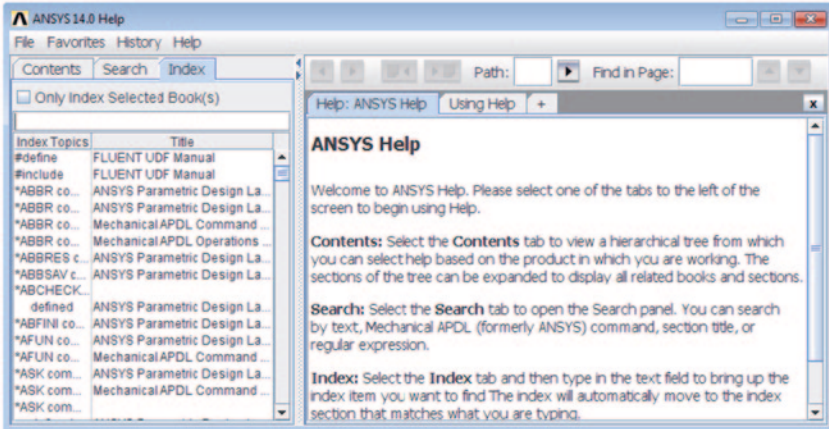 ANSYS 14.0 Help
File Favorites History Help
Contents Search Index
Only Index Selected Book(s)
Index Topics Title
#define FLUENT UDF Manual
#include FLUENT UDF Manual
*ABBR co... ANSYS Parametric Design La...
*ABBR co... ANSYS Parametric Design La...
*ABBR co... Mechanical APDL Command ...
*ABBR co... Mechanical APDL Operations ...
*ABBRES c... ANSYS Parametric Design La...
*ABBSAV c... ANSYS Parametric Design La...
*ABCHECK...
defined ANSYS Parametric Design La...
*ABFINI co... ANSYS Parametric Design La...
*AFUN co... ANSYS Parametric Design La...
*AFUN co... Mechanical APDL Command ...
*ASK com... ANSYS Parametric Design La...
*ASK com... Mechanical APDL Command ...
*ASK com...
Path: Find in Page:
Help: ANSYS Help Using Help + x
ANSYS Help
Welcome to ANSYS Help. Please select one of the tabs to the left of the
screen to begin using Help.
Contents: Select the Contents tab to view a hierarchical tree from which
you can select help based on the product in which you are working. The
sections of the tree can be expanded to display all related books and sections.
Search: Select the Search tab to open the Search panel. You can search
by text, Mechanical APDL (formerly ANSYS) command, section title, or
regular expression.
Index: Select the Index tab and then type in the text field to bring up the
index item you want to find The index will automatically move to the index
section that matches what you are typing.